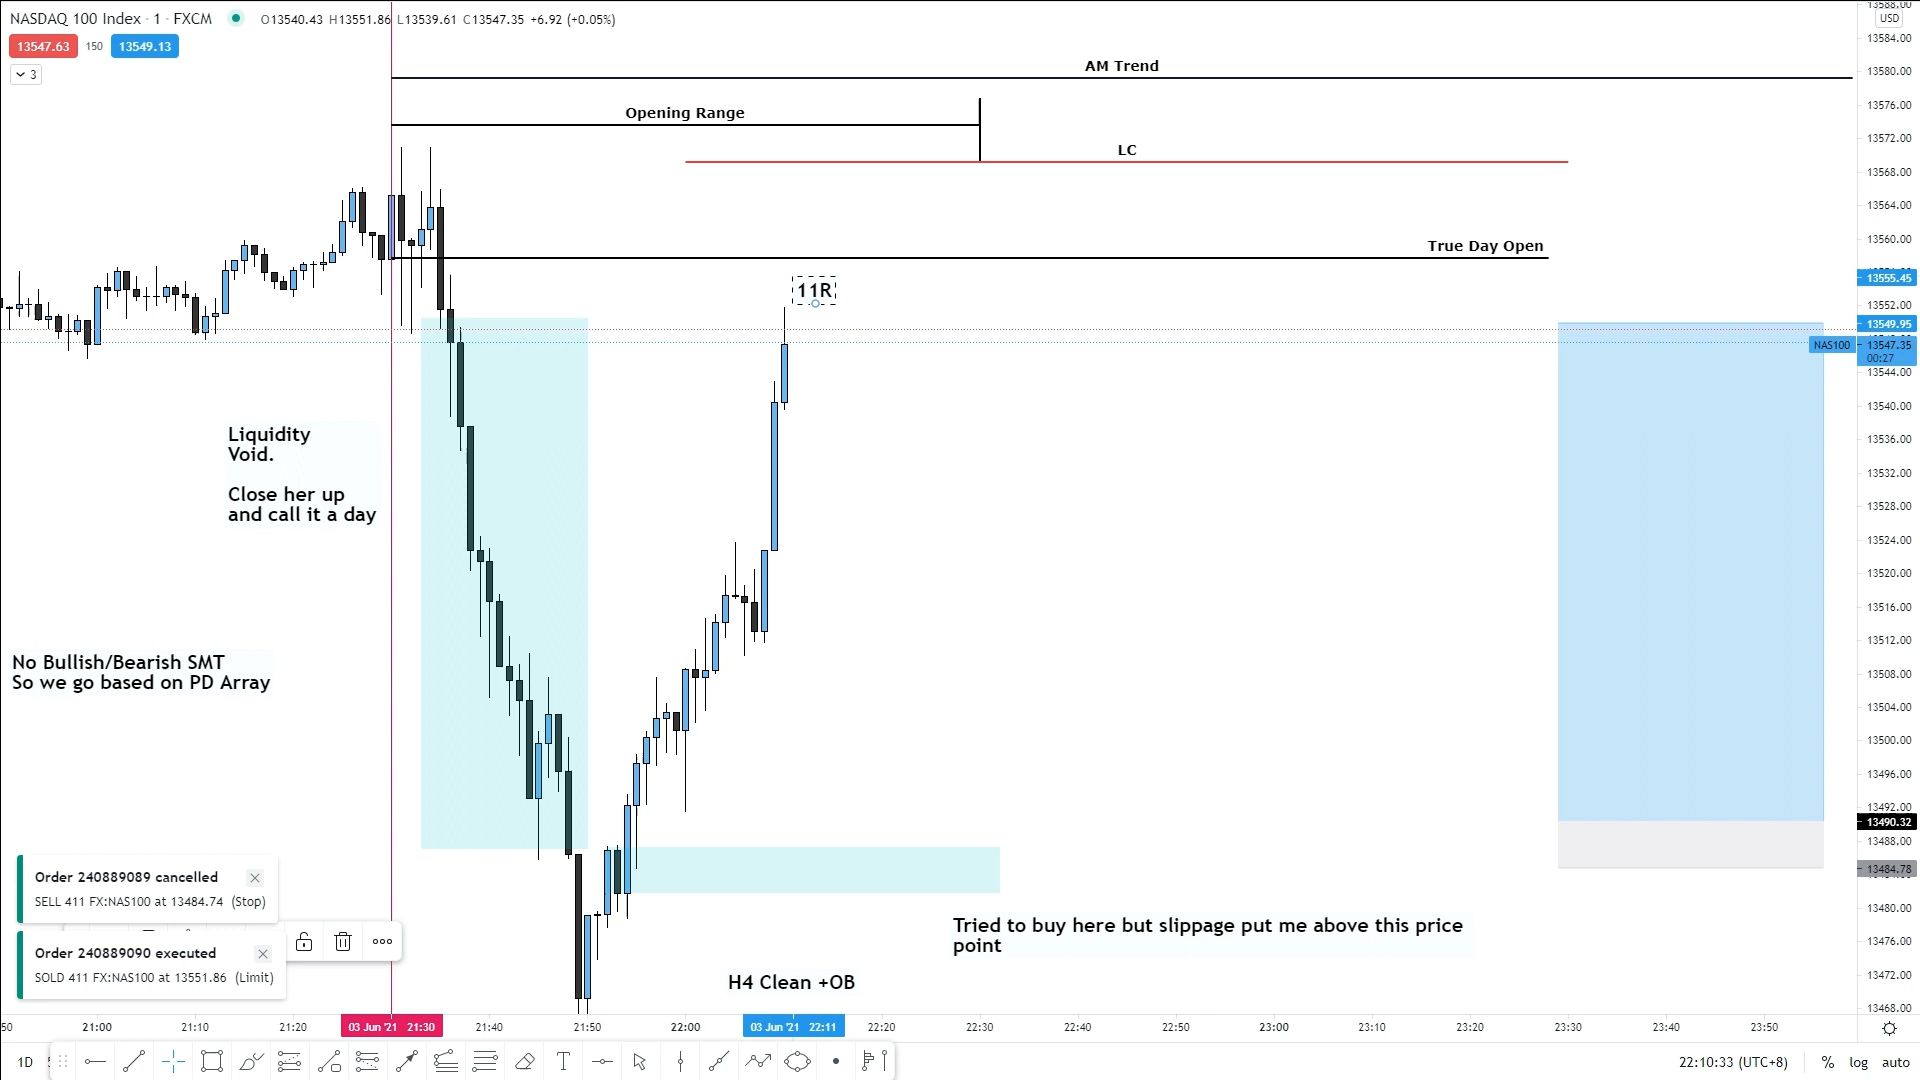 NASDAQ 100 Index · 1 · FXCM O13540.43 H13551.86 L13539.61 C13547.35 +6.92 (+0.05%)
13547.63 150 13549.13
3
USD
13584.00
13580.00
13576.00
13572.00
13568.00
13564.00
13560.00
13555.45
13552.00
13549.95
NAS100 13547.35
00:27
13544.00
13540.00
13536.00
13532.00
13528.00
13524.00
13520.00
13516.00
13512.00
13508.00
13504.00
13500.00
13496.00
13492.00
13490.32
13488.00
13484.78
13480.00
13476.00
13472.00
13468.00
AM Trend
Opening Range
LC
True Day Open
11R
Liquidity
Void.
Close her up
and call it a day
No Bullish/Bearish SMT
So we go based on PD Array
Order 240889089 cancelled
SELL 411 FX:NAS100 at 13484.74 (Stop)
Order 240889090 executed
SOLD 411 FX:NAS100 at 13551.86 (Limit)
Tried to buy here but slippage put me above this price
point
H4 Clean +OB
50 21:00 21:10 21:20 03 Jun '21 21:30 21:40 21:50 22:00 03 Jun '21 22:11 22:20 22:30 22:40 22:50 23:00 23:10 23:20 23:30 23:40 23:50
1D
22:10:33 (UTC+8) % log auto